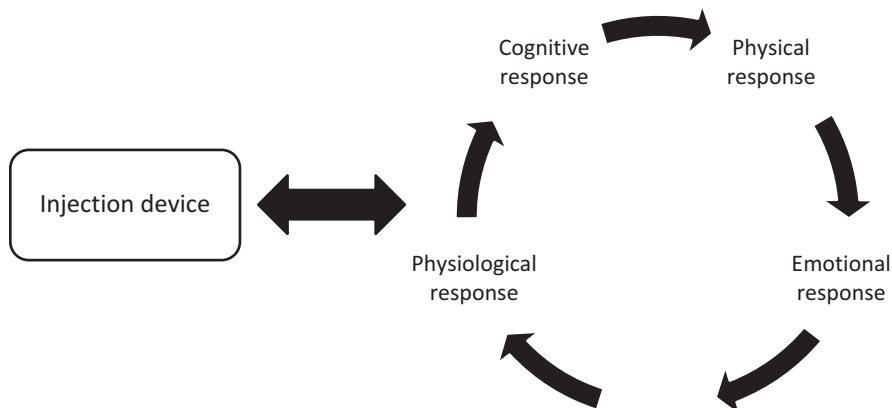 Cognitive
response
Physical
response
Injection device
Physiological
response
Emotional
response